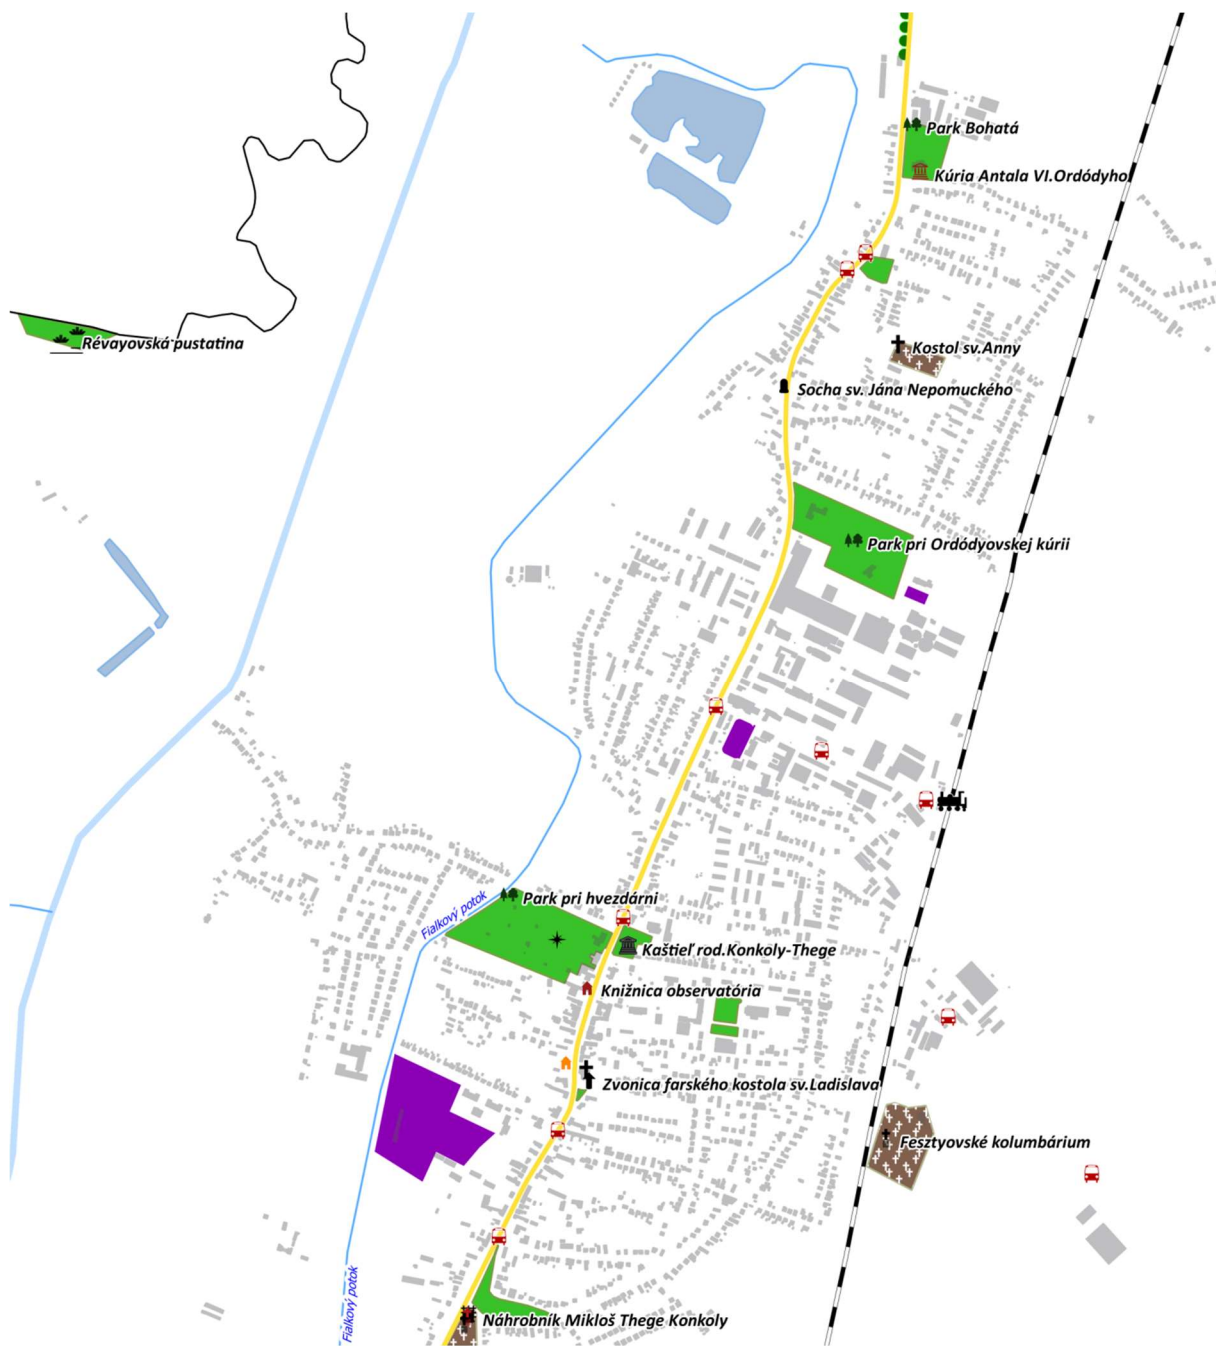 Park Bohatá
Kúria Antala VI.Ordódyho
Révayovská pustatina
Kostol sv.Anny
Socha sv. Jána Nepomuckého
Park pri Ordódyovskej kúrii
Park pri hvezdárni
Fialkový potok
Kaštieľ rod.Konkoly-Thege
Knižnica observatória
Zvonica farského kostola sv.Ladislava
Fesztyovské kolumbárium
Fialkový potok
Náhrobník Mikloš Thege Konkoly